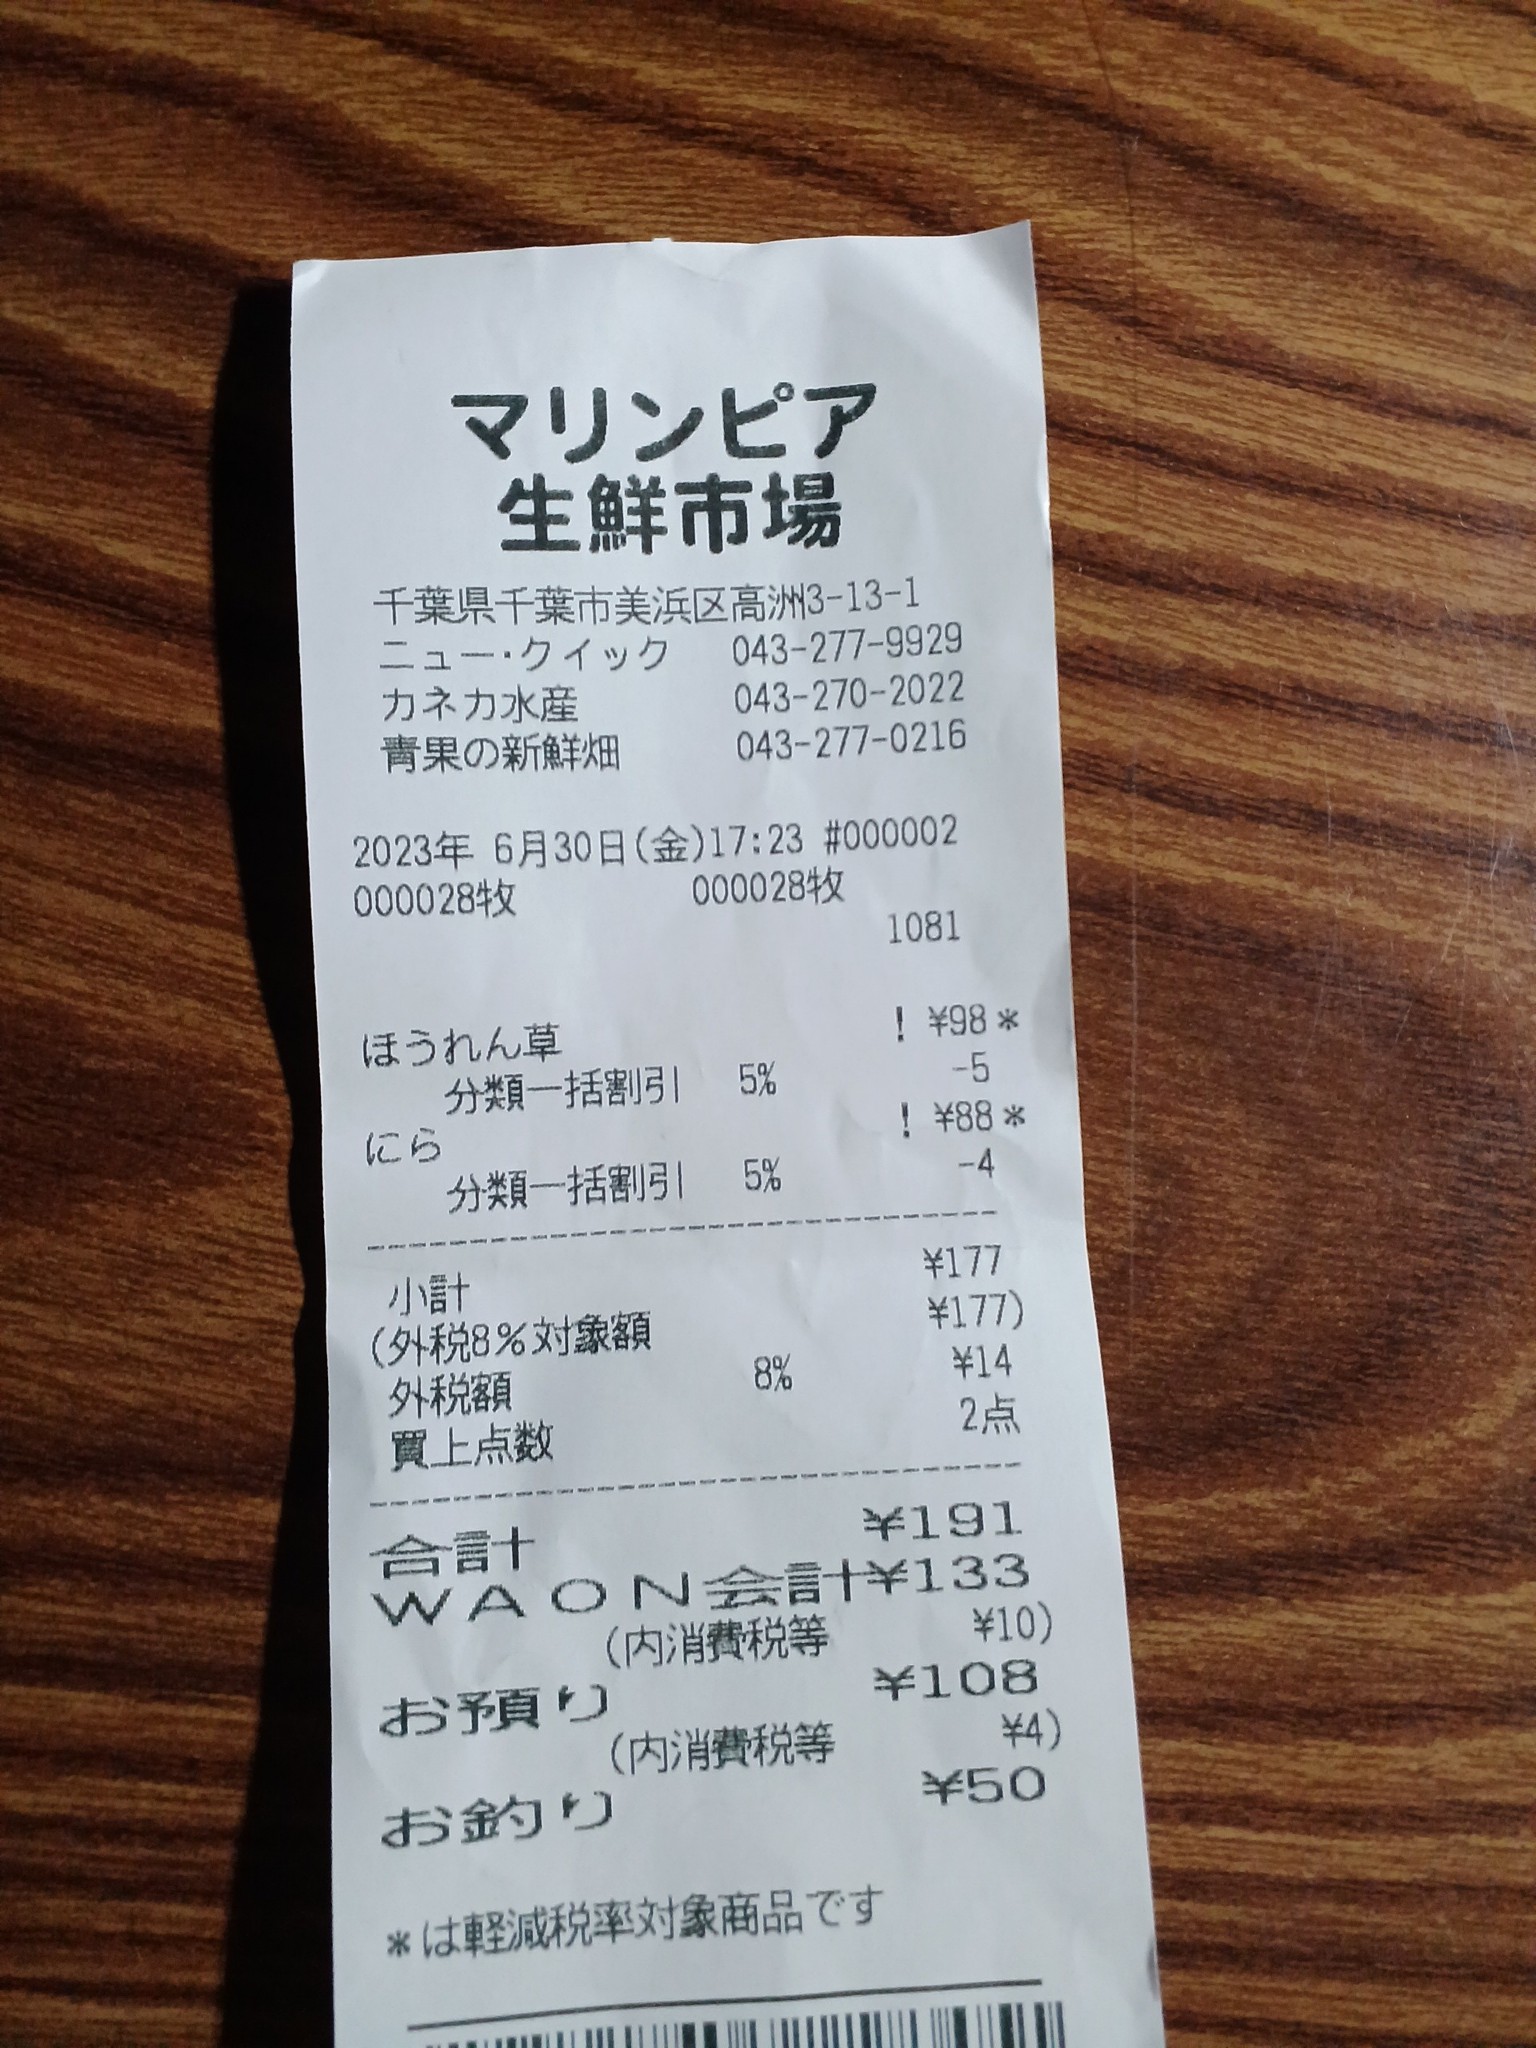 マリンピア
生鮮市場
千葉県千葉市美浜区高洲3-13-1
ニュー・クイック 043-277-9929
カネカ水産 043-270-2022
青果の新鮮畑 043-277-0216
2023年 6月30日(金)17:23 #000002
000028牧 000028牧
1081
ほうれん草 ! ¥98*
分類一括割引 5% -5
にら ! ¥88*
分類一括割引 5% -4
小計 ¥177
(外税8%対象額 ¥177)
外税額 8% ¥14
買上点数 2点
合計 ¥191
WAON会計¥133
(内消費税等 ¥10)
お預り ¥108
(内消費税等 ¥4)
お釣り ¥50
*は軽減税率対象商品です